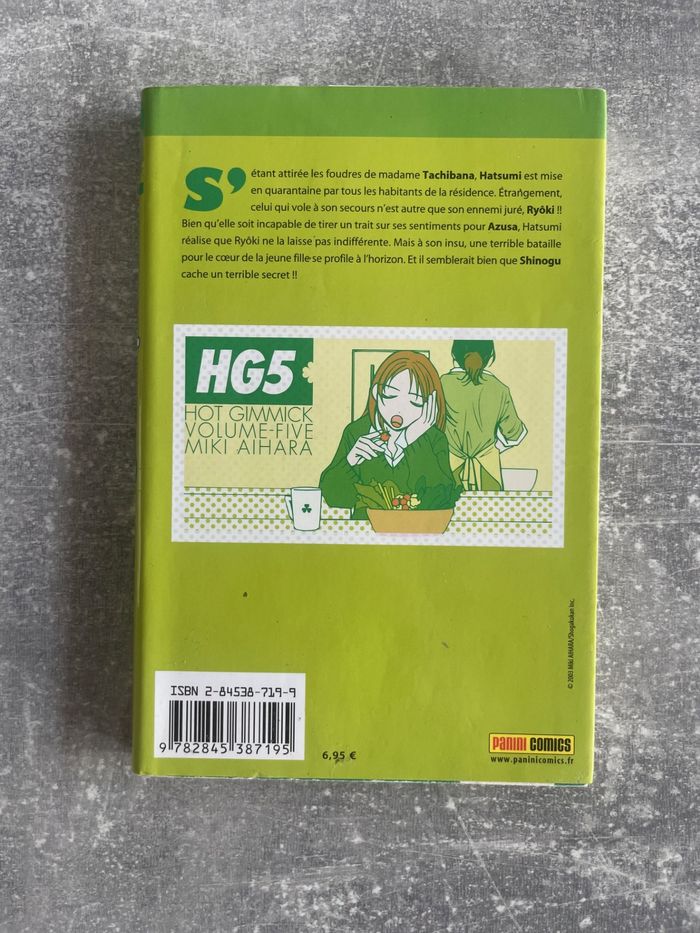 S'étant attirée les foudres de madame Tachibana, Hatsumi est mise
en quarantaine par tous les habitants de la résidence. Étrangement,
celui qui vole à son secours n'est autre que son ennemi juré, Ryôki !!
Bien qu'elle soit incapable de tirer un trait sur ses sentiments pour Azusa, Hatsumi
réalise que Ryôki ne la laisse pas indifférente. Mais à son insu, une terrible bataille
pour le cœur de la jeune fille se profile à l'horizon. Et il semblerait bien que Shinogu
cache un terrible secret !!
HG5
HOT GIMMICK
VOLUME-FIVE
MIKI AIHARA
© 2003 Miki AIHARA/Shogakukan Inc.
ISBN 2-84538-719-9
9 782845 387195
6,95 €
PANINI COMICS
www.paninicomics.fr